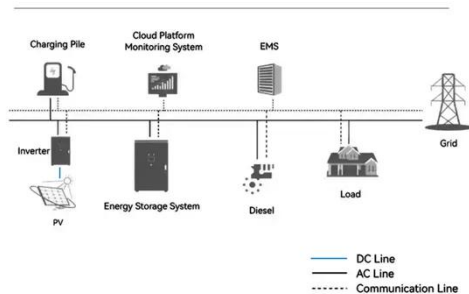 Charging Pile
Cloud Platform
Monitoring System
EMS
Inverter
Grid
PV
Energy Storage System
Diesel
Load
DC Line
AC Line
Communication Line